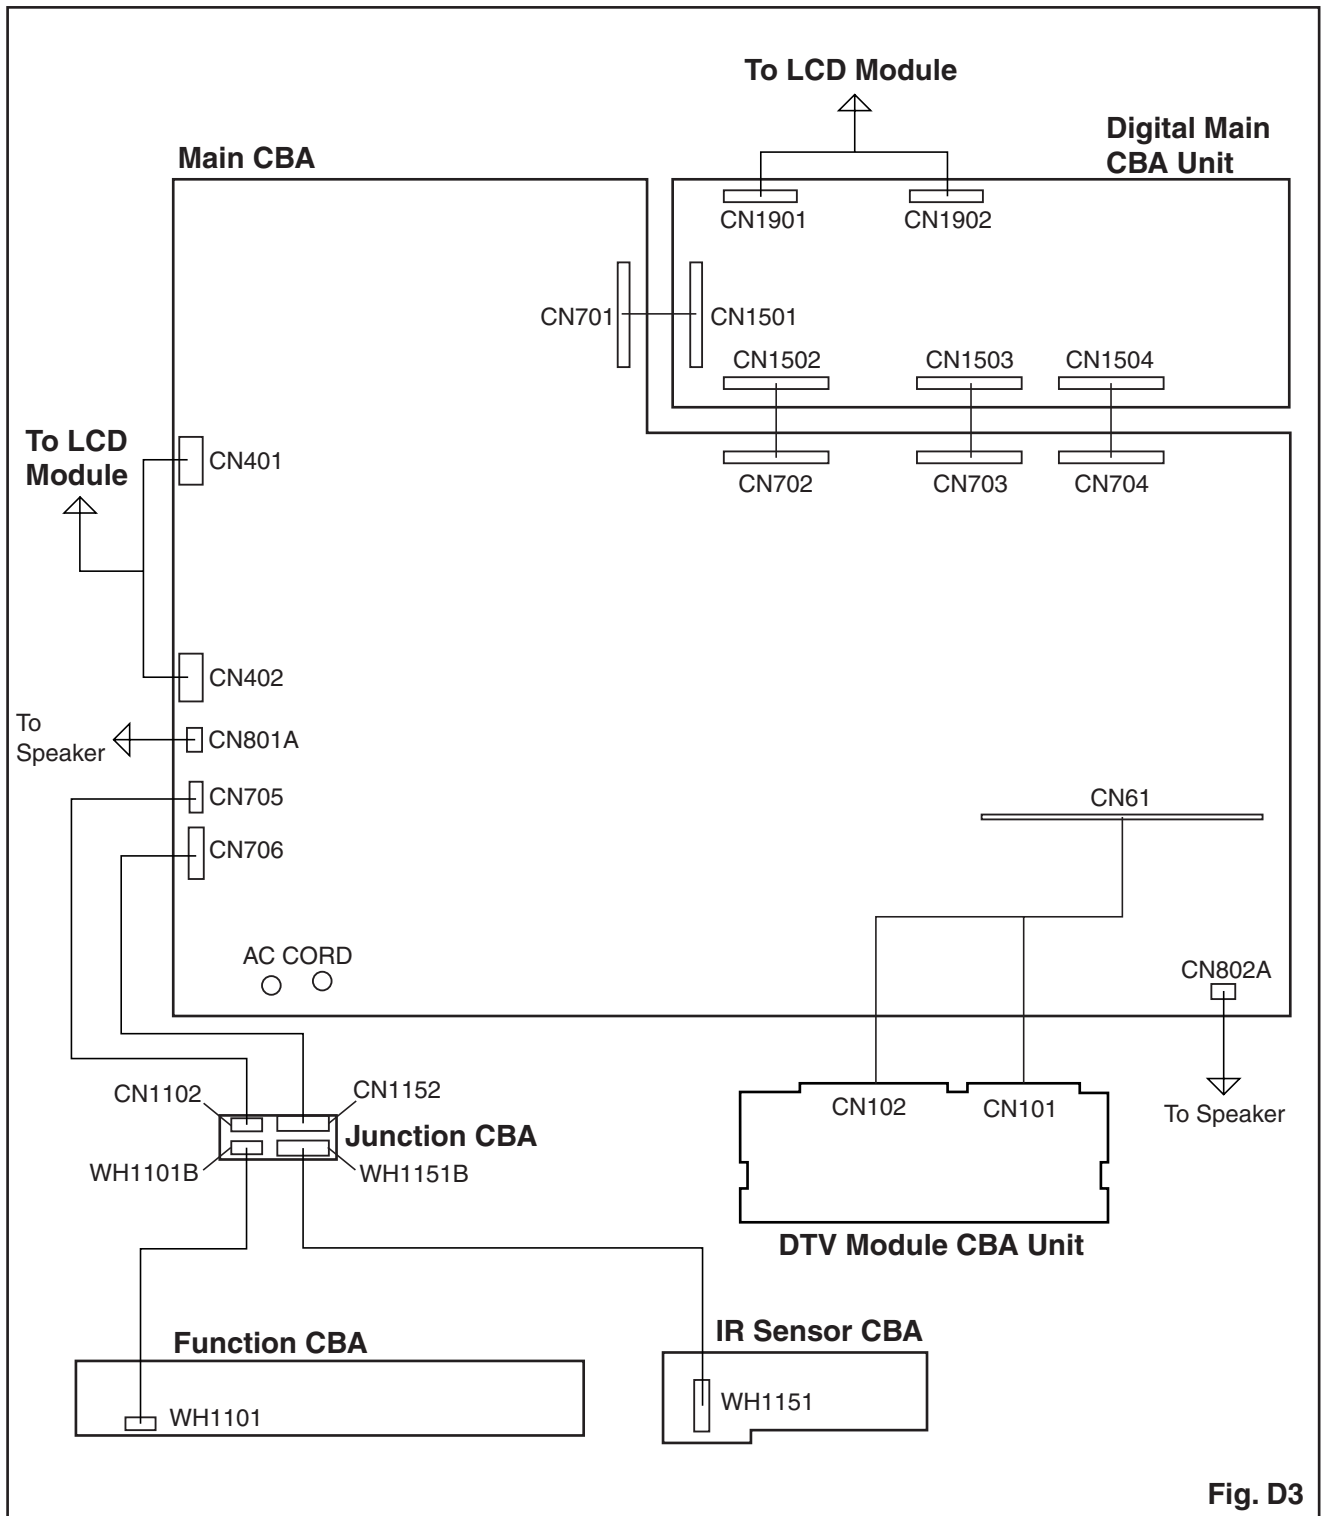 To LCD Module
Digital Main
CBA Unit
Main CBA
CN1901
CN1902
CN701
CN1501
CN1502
CN1503
CN1504
To LCD
Module
CN401
CN702
CN703
CN704
CN402
To
Speaker
CN801A
CN705
CN61
CN706
AC CORD
CN802A
CN1102
CN1152
CN102
CN101
To Speaker
Junction CBA
WH1101B
WH1151B
DTV Module CBA Unit
Function CBA
IR Sensor CBA
WH1101
WH1151
Fig. D3